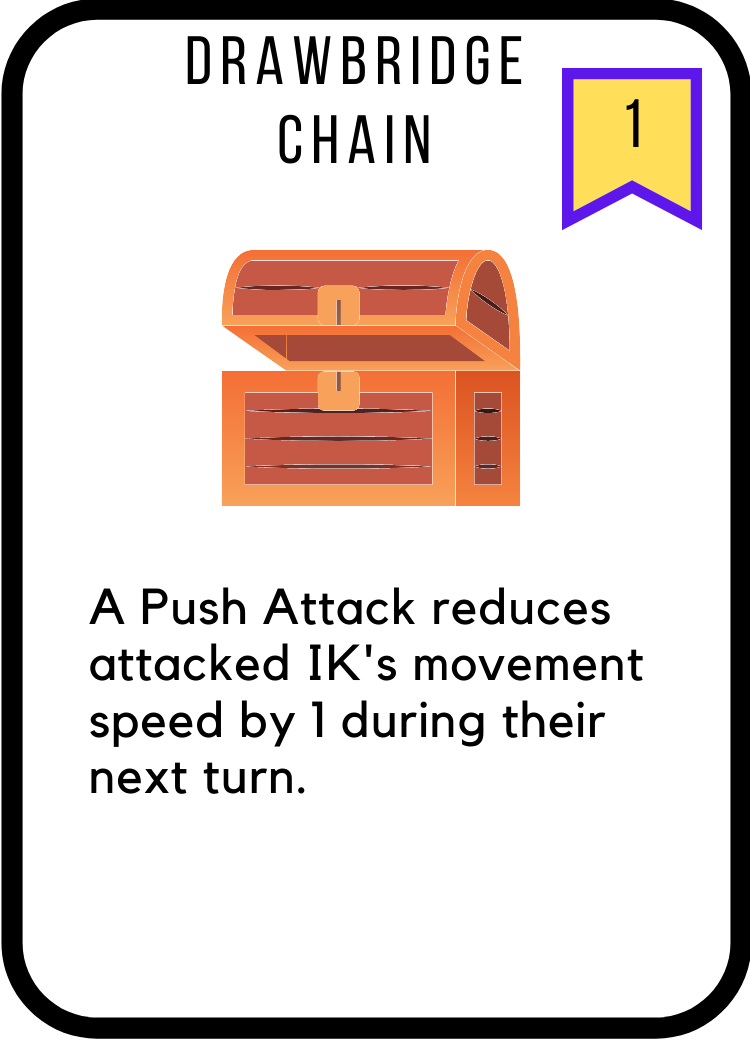 DRAWBRIDGE
CHAIN
1
A Push Attack reduces
attacked IK's movement
speed by 1 during their
next turn.